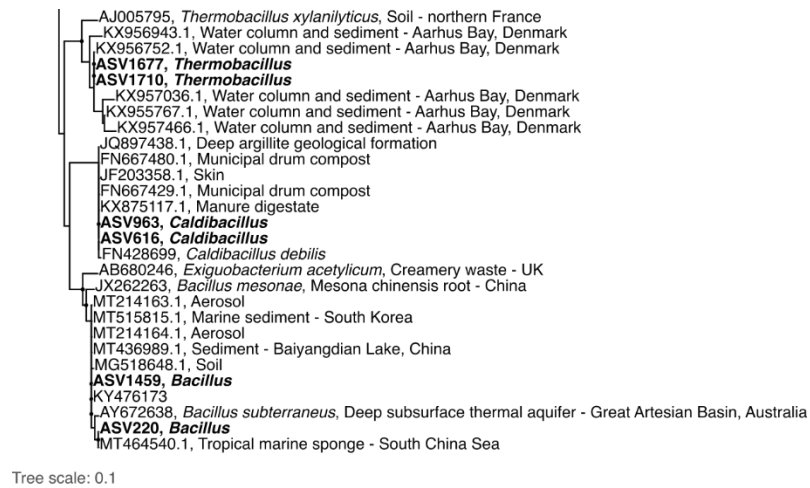 AJ005795, Thermobacillus xylanilyticus, Soil - northern France
KX956943.1, Water column and sediment - Aarhus Bay, Denmark
KX956752.1, Water column and sediment - Aarhus Bay, Denmark
ASV1677, Thermobacillus
ASV1710, Thermobacillus
KX957036.1, Water column and sediment - Aarhus Bay, Denmark
KX955767.1, Water column and sediment - Aarhus Bay, Denmark
KX957466.1, Water column and sediment - Aarhus Bay, Denmark
JQ897438.1, Deep argillite geological formation
FN667480.1, Municipal drum compost
JF203358.1, Skin
FN667429.1, Municipal drum compost
KX875117.1, Manure digestate
ASV963, Caldibacillus
ASV616, Caldibacillus
FN428699, Caldibacillus debilis
AB680246, Exiguobacterium acetylicum, Creamery waste - UK
JX262263, Bacillus mesonae, Mesona chinensis root - China
MT214163.1, Aerosol
MT515815.1, Marine sediment - South Korea
MT214164.1, Aerosol
MT436989.1, Sediment - Baiyangdian Lake, China
MG518648.1, Soil
ASV1459, Bacillus
KY476173
AY672638, Bacillus subterraneus, Deep subsurface thermal aquifer - Great Artesian Basin, Australia
ASV220, Bacillus
MT464540.1, Tropical marine sponge - South China Sea
Tree scale: 0.1